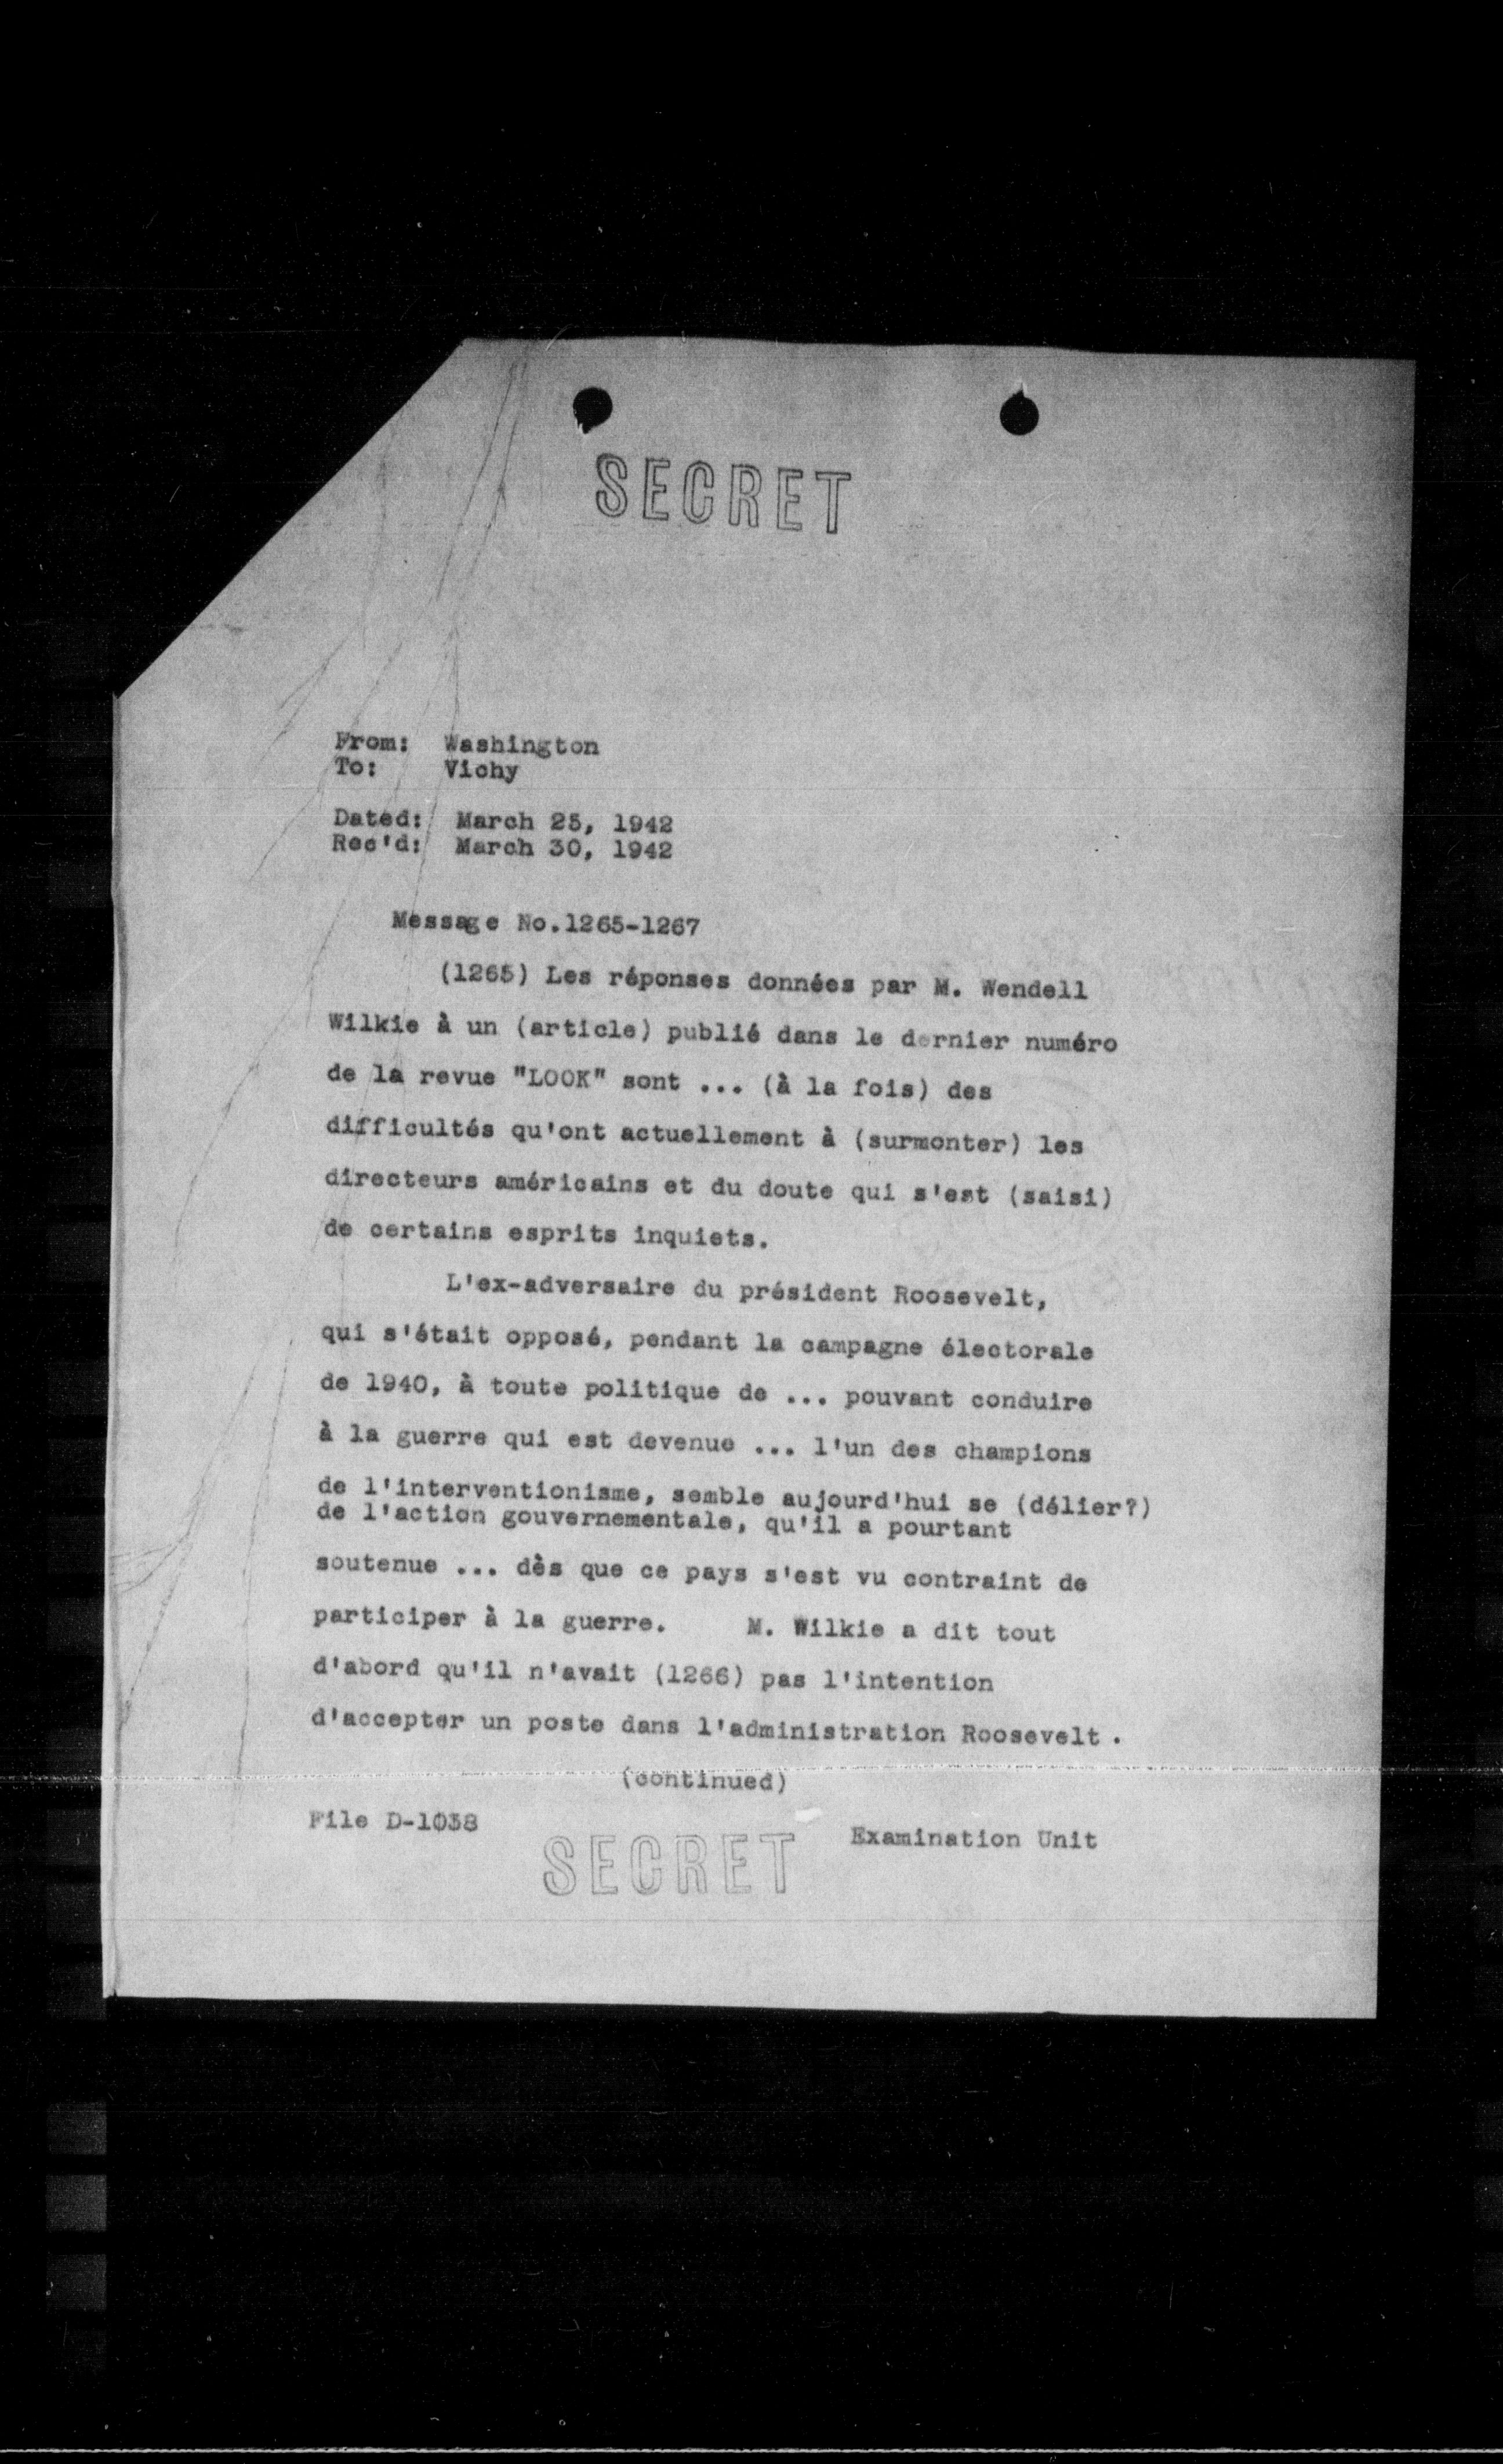 SECRET
From: Washington
To: Vichy
Dated: March 25, 1942
Rec'd: March 30, 1942
Message No.1265-1267
(1265) Les réponses données par M. Wendell
Wilkie à un (article) publié dans le dernier numéro
de la revue "LOOK" sont ... (à la fois) des
difficultés qu'ont actuellement à (surmonter) les
directeurs américains et du doute qui s'est (saisi)
de certains esprits inquiets.
L'ex-adversaire du président Roosevelt,
qui s'était opposé, pendant la campagne électorale
de 1940, à toute politique de ... pouvant conduire
à la guerre qui est devenue ... l'un des champions
de l'interventionisme, semble aujourd'hui se (délier?)
de l'action gouvernementale, qu'il a pourtant
soutenue ... dès que ce pays s'est vu contraint de
participer à la guerre. M. Wilkie a dit tout
d'abord qu'il n'avait (1266) pas l'intention
d'accepter un poste dans l'administration Roosevelt.
(continued)
File D-1038
Examination Unit
SECRET